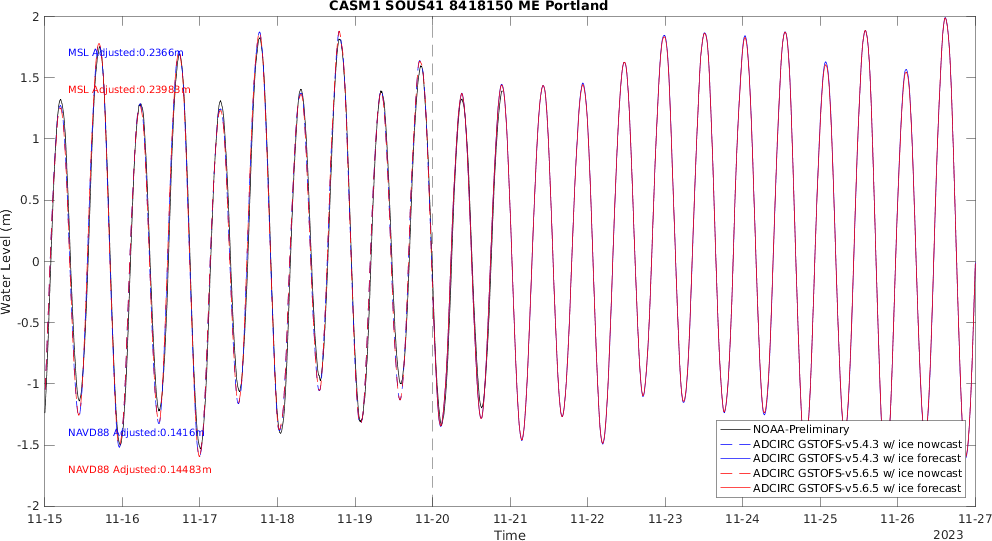 CASM1 SOUS41 8418150 ME Portland
2
1.5
1
0.5
0
-0.5
-1
-1.5
-2
Water Level (m)
MSL Adjusted:0.2366m
MSL Adjusted:0.23983m
NAVD88 Adjusted:0.1416m
NAVD88 Adjusted:0.14483m
NOAA-Preliminary
ADCIRC GSTOFS-v5.4.3 w/ ice nowcast
ADCIRC GSTOFS-v5.4.3 w/ ice forecast
ADCIRC GSTOFS-v5.6.5 w/ ice nowcast
ADCIRC GSTOFS-v5.6.5 w/ ice forecast
11-15 11-16 11-17 11-18 11-19 11-20 11-21 11-22 11-23 11-24 11-25 11-26 11-27
Time
2023